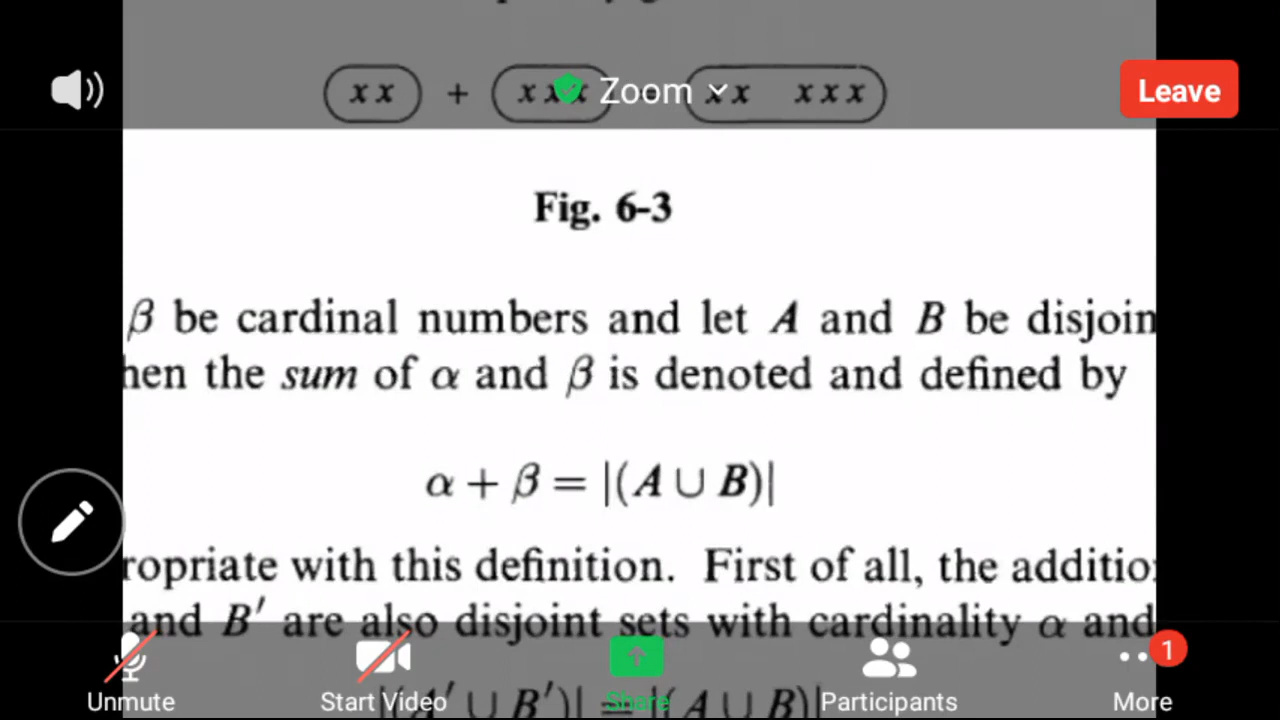 x x + x x x x x x x x
Zoom
Leave
Fig. 6-3
β be cardinal numbers and let A and B be disjoin
hen the sum of α and β is denoted and defined by
α + β = |(A ∪ B)|
ropriate with this definition. First of all, the additio
and B′ are also disjoint sets with cardinality α and
|(A′ ∪ B′)| = |(A ∪ B)|
1
Unmute
Start Video
Share
Participants
More